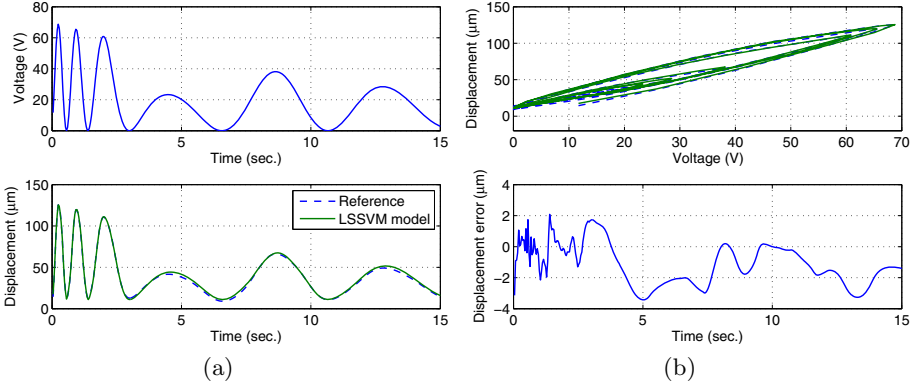 80
60
40
20
0
Voltage (V)
0 5 10 15
Time (sec.)
150
100
50
0
Displacement (μm)
Reference
LSSVM model
0 5 10 15
Time (sec.)
(a)
150
100
50
0
Displacement (μm)
0 10 20 30 40 50 60 70
Voltage (V)
4
2
0
−2
−4
Displacement error (μm)
0 5 10 15
Time (sec.)
(b)